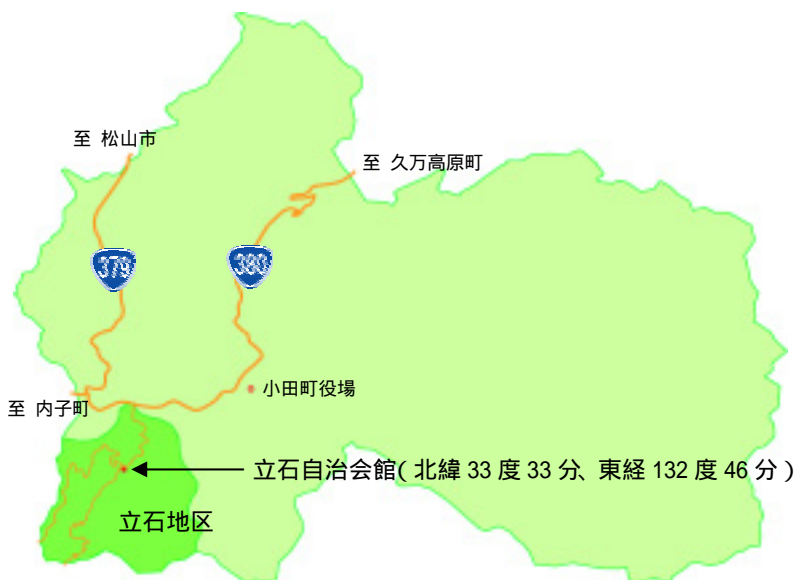 至 松山市
至 久万高原町
379
380
小田町役場
至 内子町
立石自治会館(北緯 33 度 33 分、東経 132 度 46 分)
立石地区